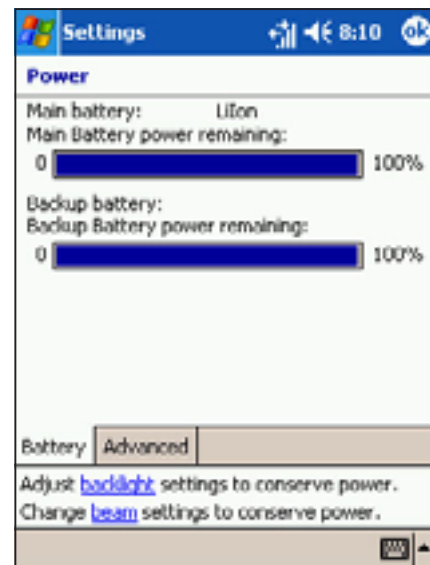 Settings 8:10 ok
Power
Main battery: LiIon
Main Battery power remaining:
0 100%
Backup battery:
Backup Battery power remaining:
0 100%
Battery Advanced
Adjust backlight settings to conserve power.
Change beam settings to conserve power.